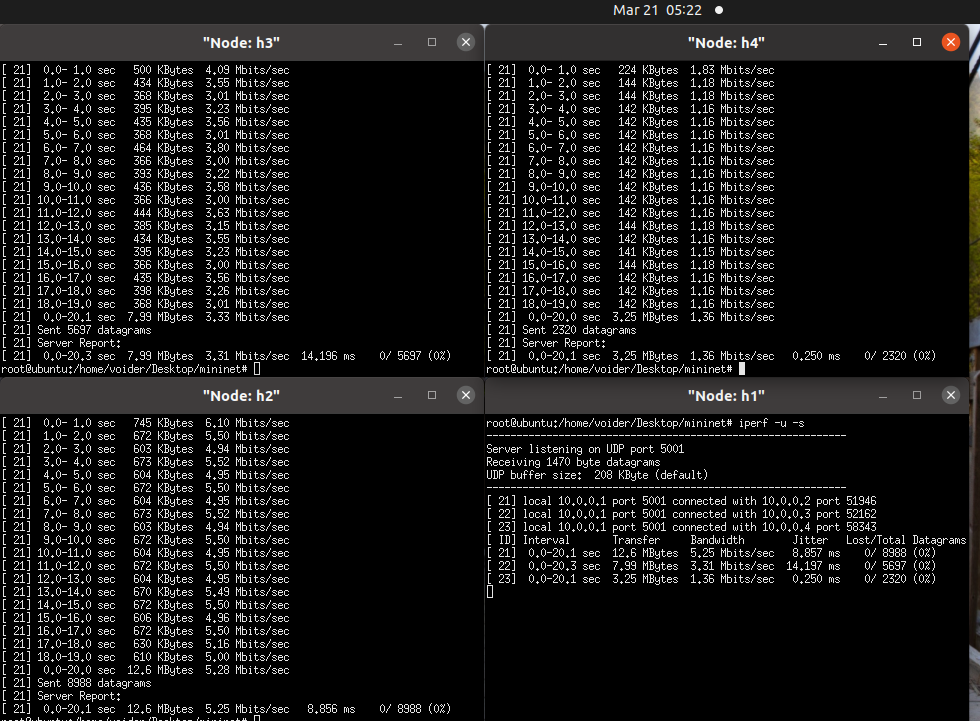 Mar 21 05:22
"Node: h3"
[ 21]  0.0- 1.0 sec   500 KBytes  4.09 Mbits/sec
[ 21]  1.0- 2.0 sec   434 KBytes  3.55 Mbits/sec
[ 21]  2.0- 3.0 sec   368 KBytes  3.01 Mbits/sec
[ 21]  3.0- 4.0 sec   395 KBytes  3.23 Mbits/sec
[ 21]  4.0- 5.0 sec   435 KBytes  3.56 Mbits/sec
[ 21]  5.0- 6.0 sec   368 KBytes  3.01 Mbits/sec
[ 21]  6.0- 7.0 sec   464 KBytes  3.80 Mbits/sec
[ 21]  7.0- 8.0 sec   366 KBytes  3.00 Mbits/sec
[ 21]  8.0- 9.0 sec   393 KBytes  3.22 Mbits/sec
[ 21]  9.0-10.0 sec   436 KBytes  3.58 Mbits/sec
[ 21] 10.0-11.0 sec   366 KBytes  3.00 Mbits/sec
[ 21] 11.0-12.0 sec   444 KBytes  3.63 Mbits/sec
[ 21] 12.0-13.0 sec   385 KBytes  3.15 Mbits/sec
[ 21] 13.0-14.0 sec   434 KBytes  3.55 Mbits/sec
[ 21] 14.0-15.0 sec   395 KBytes  3.23 Mbits/sec
[ 21] 15.0-16.0 sec   366 KBytes  3.00 Mbits/sec
[ 21] 16.0-17.0 sec   435 KBytes  3.56 Mbits/sec
[ 21] 17.0-18.0 sec   398 KBytes  3.26 Mbits/sec
[ 21] 18.0-19.0 sec   368 KBytes  3.01 Mbits/sec
[ 21]  0.0-20.1 sec  7.99 MBytes  3.33 Mbits/sec
[ 21] Sent 5697 datagrams
[ 21] Server Report:
[ 21]  0.0-20.3 sec  7.99 MBytes  3.31 Mbits/sec  14.196 ms    0/ 5697 (0%)
root@ubuntu:/home/voider/Desktop/mininet#
"Node: h4"
[ 21]  0.0- 1.0 sec   224 KBytes  1.83 Mbits/sec
[ 21]  1.0- 2.0 sec   144 KBytes  1.18 Mbits/sec
[ 21]  2.0- 3.0 sec   144 KBytes  1.18 Mbits/sec
[ 21]  3.0- 4.0 sec   142 KBytes  1.16 Mbits/sec
[ 21]  4.0- 5.0 sec   142 KBytes  1.16 Mbits/sec
[ 21]  5.0- 6.0 sec   142 KBytes  1.16 Mbits/sec
[ 21]  6.0- 7.0 sec   142 KBytes  1.16 Mbits/sec
[ 21]  7.0- 8.0 sec   142 KBytes  1.16 Mbits/sec
[ 21]  8.0- 9.0 sec   142 KBytes  1.16 Mbits/sec
[ 21]  9.0-10.0 sec   142 KBytes  1.16 Mbits/sec
[ 21] 10.0-11.0 sec   142 KBytes  1.16 Mbits/sec
[ 21] 11.0-12.0 sec   142 KBytes  1.16 Mbits/sec
[ 21] 12.0-13.0 sec   144 KBytes  1.18 Mbits/sec
[ 21] 13.0-14.0 sec   142 KBytes  1.16 Mbits/sec
[ 21] 14.0-15.0 sec   141 KBytes  1.15 Mbits/sec
[ 21] 15.0-16.0 sec   144 KBytes  1.18 Mbits/sec
[ 21] 16.0-17.0 sec   142 KBytes  1.16 Mbits/sec
[ 21] 17.0-18.0 sec   142 KBytes  1.16 Mbits/sec
[ 21] 18.0-19.0 sec   142 KBytes  1.16 Mbits/sec
[ 21]  0.0-20.0 sec  3.25 MBytes  1.36 Mbits/sec
[ 21] Sent 2320 datagrams
[ 21] Server Report:
[ 21]  0.0-20.1 sec  3.25 MBytes  1.36 Mbits/sec   0.250 ms    0/ 2320 (0%)
root@ubuntu:/home/voider/Desktop/mininet#
"Node: h2"
[ 21]  0.0- 1.0 sec   745 KBytes  6.10 Mbits/sec
[ 21]  1.0- 2.0 sec   672 KBytes  5.50 Mbits/sec
[ 21]  2.0- 3.0 sec   603 KBytes  4.94 Mbits/sec
[ 21]  3.0- 4.0 sec   673 KBytes  5.52 Mbits/sec
[ 21]  4.0- 5.0 sec   604 KBytes  4.95 Mbits/sec
[ 21]  5.0- 6.0 sec   672 KBytes  5.50 Mbits/sec
[ 21]  6.0- 7.0 sec   604 KBytes  4.95 Mbits/sec
[ 21]  7.0- 8.0 sec   673 KBytes  5.52 Mbits/sec
[ 21]  8.0- 9.0 sec   603 KBytes  4.94 Mbits/sec
[ 21]  9.0-10.0 sec   672 KBytes  5.50 Mbits/sec
[ 21] 10.0-11.0 sec   604 KBytes  4.95 Mbits/sec
[ 21] 11.0-12.0 sec   672 KBytes  5.50 Mbits/sec
[ 21] 12.0-13.0 sec   604 KBytes  4.95 Mbits/sec
[ 21] 13.0-14.0 sec   670 KBytes  5.49 Mbits/sec
[ 21] 14.0-15.0 sec   672 KBytes  5.50 Mbits/sec
[ 21] 15.0-16.0 sec   606 KBytes  4.96 Mbits/sec
[ 21] 16.0-17.0 sec   672 KBytes  5.50 Mbits/sec
[ 21] 17.0-18.0 sec   630 KBytes  5.16 Mbits/sec
[ 21] 18.0-19.0 sec   610 KBytes  5.00 Mbits/sec
[ 21]  0.0-20.0 sec  12.6 MBytes  5.28 Mbits/sec
[ 21] Sent 8988 datagrams
[ 21] Server Report:
[ 21]  0.0-20.1 sec  12.6 MBytes  5.25 Mbits/sec   8.856 ms    0/ 8988 (0%)
root@ubuntu:/home/voider/Desktop/mininet#
"Node: h1"
root@ubuntu:/home/voider/Desktop/mininet# iperf -u -s
------------------------------------------------------------
Server listening on UDP port 5001
Receiving 1470 byte datagrams
UDP buffer size:  208 KByte (default)
------------------------------------------------------------
[ 21] local 10.0.0.1 port 5001 connected with 10.0.0.2 port 51946
[ 22] local 10.0.0.1 port 5001 connected with 10.0.0.3 port 52162
[ 23] local 10.0.0.1 port 5001 connected with 10.0.0.4 port 58343
[ ID] Interval       Transfer     Bandwidth        Jitter   Lost/Total Datagrams
[ 21]  0.0-20.1 sec  12.6 MBytes  5.25 Mbits/sec   8.857 ms    0/ 8988 (0%)
[ 22]  0.0-20.3 sec  7.99 MBytes  3.31 Mbits/sec  14.197 ms    0/ 5697 (0%)
[ 23]  0.0-20.1 sec  3.25 MBytes  1.36 Mbits/sec   0.250 ms    0/ 2320 (0%)